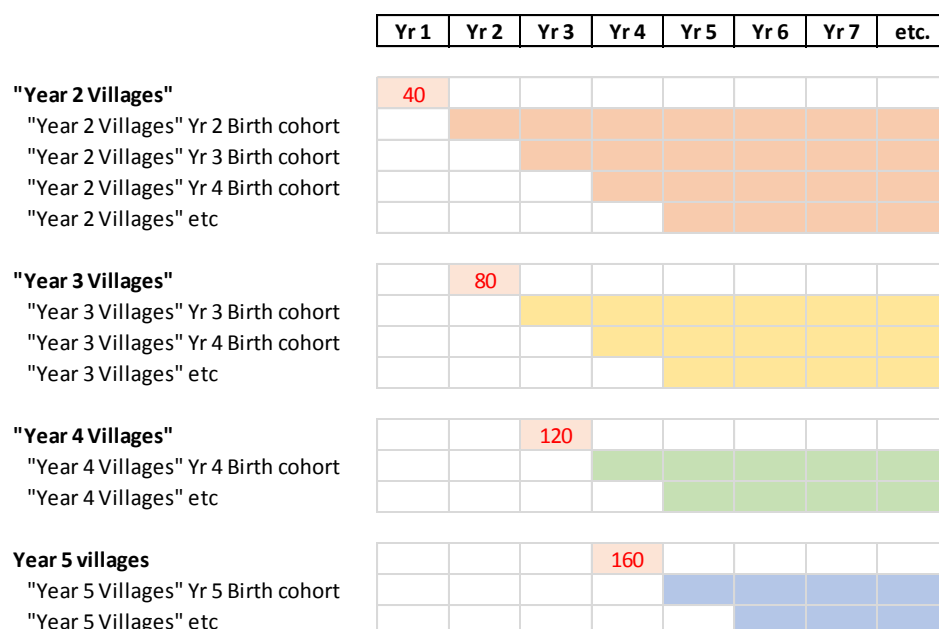 Yr 1 Yr 2 Yr 3 Yr 4 Yr 5 Yr 6 Yr 7 etc.
"Year 2 Villages" 40
"Year 2 Villages" Yr 2 Birth cohort
"Year 2 Villages" Yr 3 Birth cohort
"Year 2 Villages" Yr 4 Birth cohort
"Year 2 Villages" etc
"Year 3 Villages" 80
"Year 3 Villages" Yr 3 Birth cohort
"Year 3 Villages" Yr 4 Birth cohort
"Year 3 Villages" etc
"Year 4 Villages" 120
"Year 4 Villages" Yr 4 Birth cohort
"Year 4 Villages" etc
Year 5 villages 160
"Year 5 Villages" Yr 5 Birth cohort
"Year 5 Villages" etc